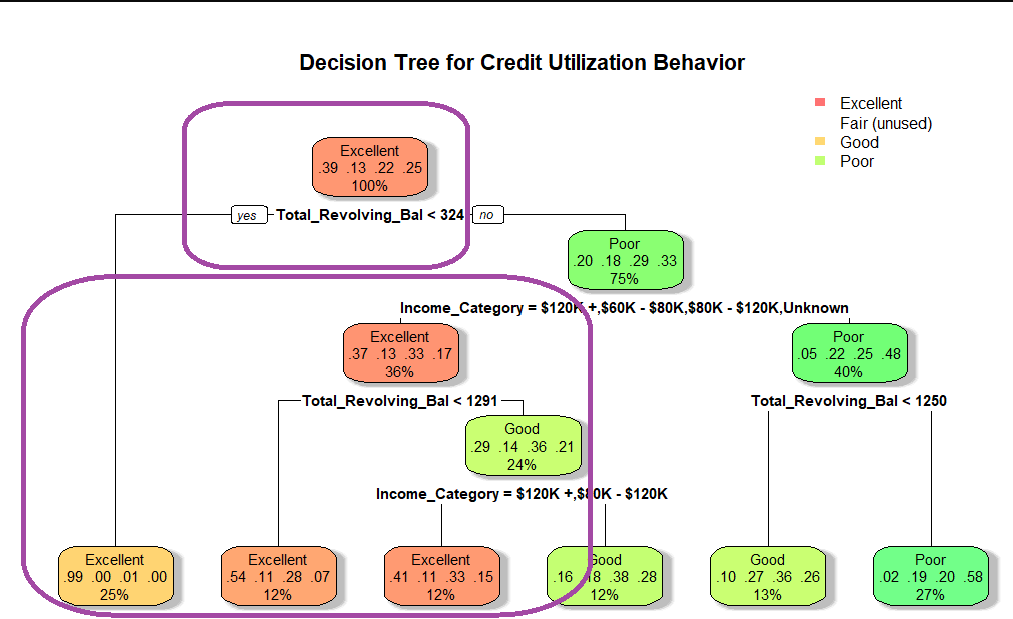 Decision Tree for Credit Utilization Behavior
Excellent
Fair (unused)
Good
Poor
Excellent
.39 .13 .22 .25
100%
yes
Total_Revolving_Bal < 324
no
Poor
.20 .18 .29 .33
75%
Income_Category = $120K +,$60K - $80K,$80K - $120K,Unknown
Excellent
.37 .13 .33 .17
36%
Poor
.05 .22 .25 .48
40%
Total_Revolving_Bal < 1291
Total_Revolving_Bal < 1250
Good
.29 .14 .36 .21
24%
Income_Category = $120K +,$80K - $120K
Excellent
.99 .00 .01 .00
25%
Excellent
.54 .11 .28 .07
12%
Excellent
.41 .11 .33 .15
12%
Good
.16 .18 .38 .28
12%
Good
.10 .27 .36 .26
13%
Poor
.02 .19 .20 .58
27%